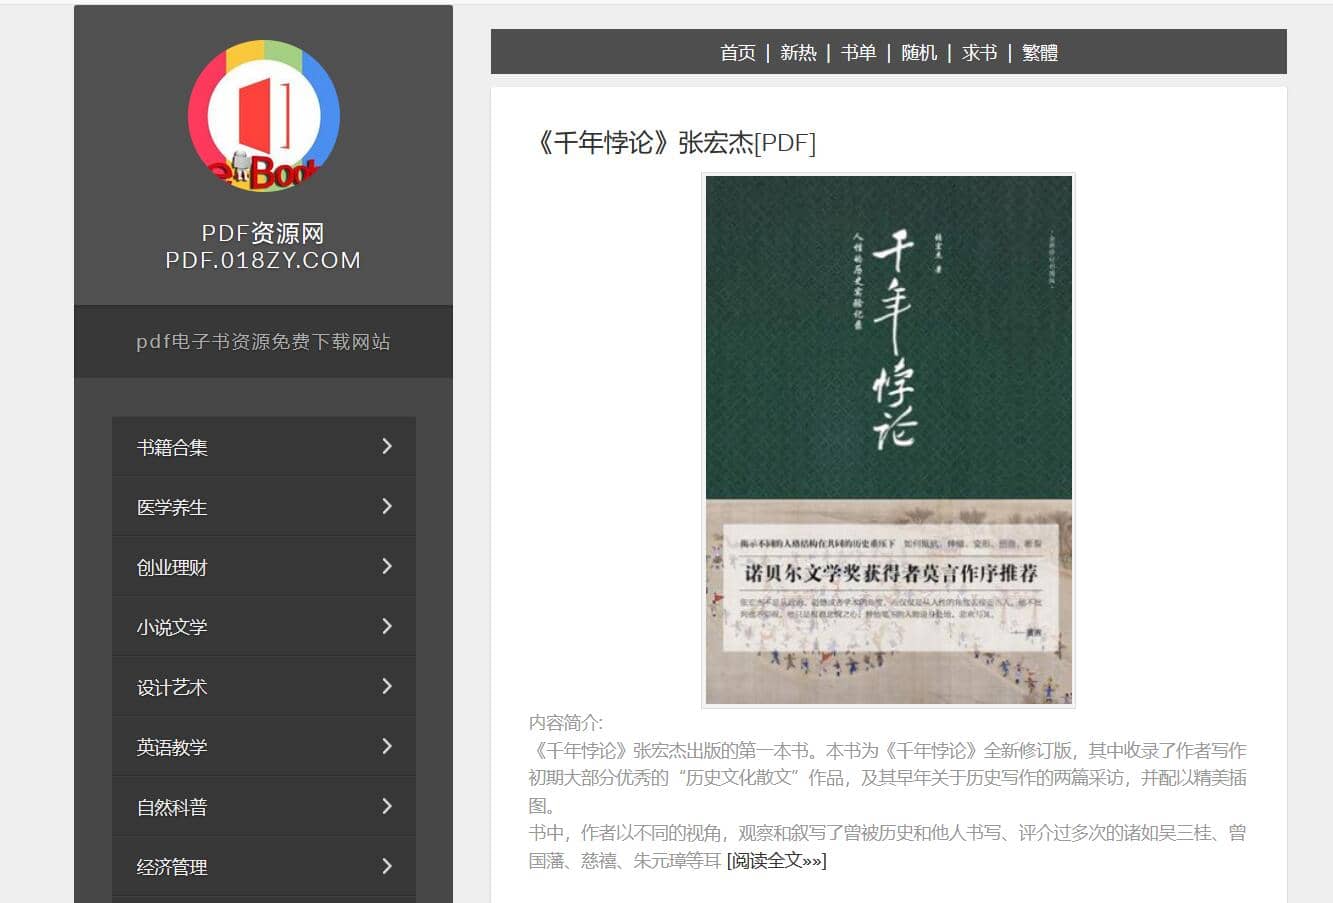 eBook
PDF资源网
PDF.018ZY.COM
pdf电子书资源免费下载网站
书籍合集
医学养生
创业理财
小说文学
设计艺术
英语教学
自然科普
经济管理
首页 | 新热 | 书单 | 随机 | 求书 | 繁體
《千年悖论》张宏杰[PDF]
张宏杰 著
千年悖论
人性的历史实验记录
揭示不同的人格结构在共同的历史重压下 如何抵抗、伸缩、变形、扭曲、断裂
诺贝尔文学奖获得者莫言作序推荐
——莫言
内容简介:
《千年悖论》张宏杰出版的第一本书。本书为《千年悖论》全新修订版，其中收录了作者写作
初期大部分优秀的“历史文化散文”作品，及其早年关于历史写作的两篇采访，并配以精美插
图。
书中，作者以不同的视角，观察和叙写了曾被历史和他人书写、评介过多次的诸如吴三桂、曾
国藩、慈禧、朱元璋等耳 [阅读全文»»]